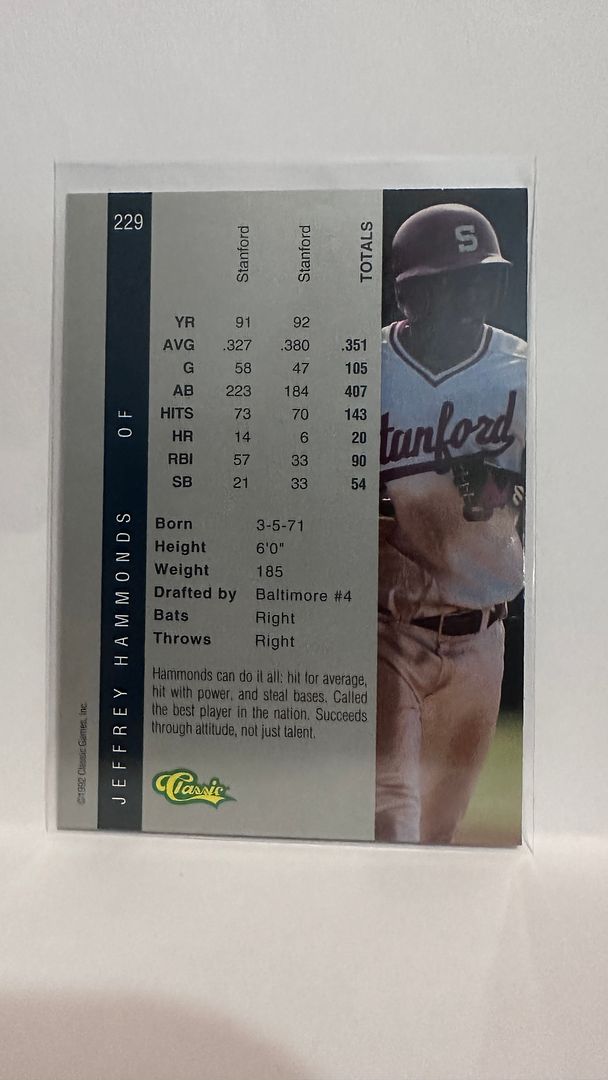 229
JEFFREY HAMMONDS OF
©1992 Classic Games, Inc.
Stanford Stanford TOTALS
YR 91 92
AVG .327 .380 .351
G 58 47 105
AB 223 184 407
HITS 73 70 143
HR 14 6 20
RBI 57 33 90
SB 21 33 54
Born 3-5-71
Height 6'0"
Weight 185
Drafted by Baltimore #4
Bats Right
Throws Right
Hammonds can do it all: hit for average,
hit with power, and steal bases. Called
the best player in the nation. Succeeds
through attitude, not just talent.
Classic
S
tanford
S